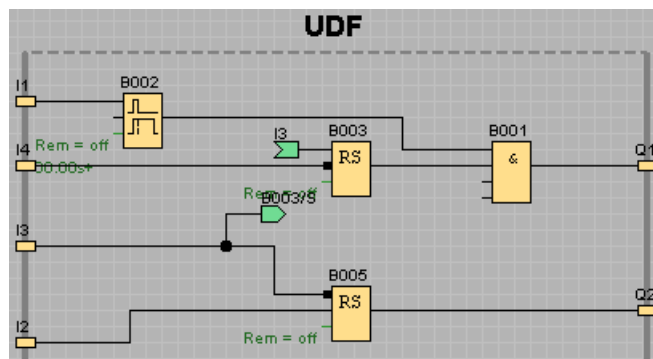 UDF
I1
B002
Rem = off
00.00s+
I4
I3
B003
RS
Rem = off
B001
&
Q1
B003/S
I3
B005
RS
Rem = off
Q2
I2